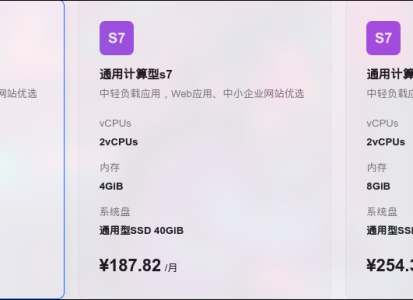 网站优选
S7
通用计算型s7
中轻负载应用，Web应用、中小企业网站优选
vCPUs
2vCPUs
内存
4GiB
系统盘
通用型SSD 40GiB
¥187.82 /月
S7
通用计算型
中轻负载应用
vCPUs
2vCPUs
内存
8GiB
系统盘
通用型SS
¥254.3